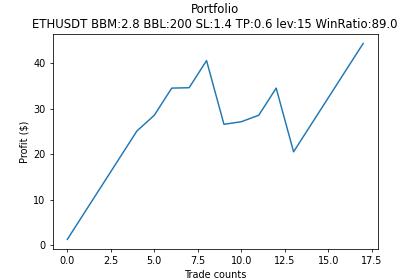 Portfolio
ETHUSDT BBM:2.8 BBL:200 SL:1.4 TP:0.6 lev:15 WinRatio:89.0
40
30
20
10
0
Profit ($)
0.0 2.5 5.0 7.5 10.0 12.5 15.0 17.5
Trade counts